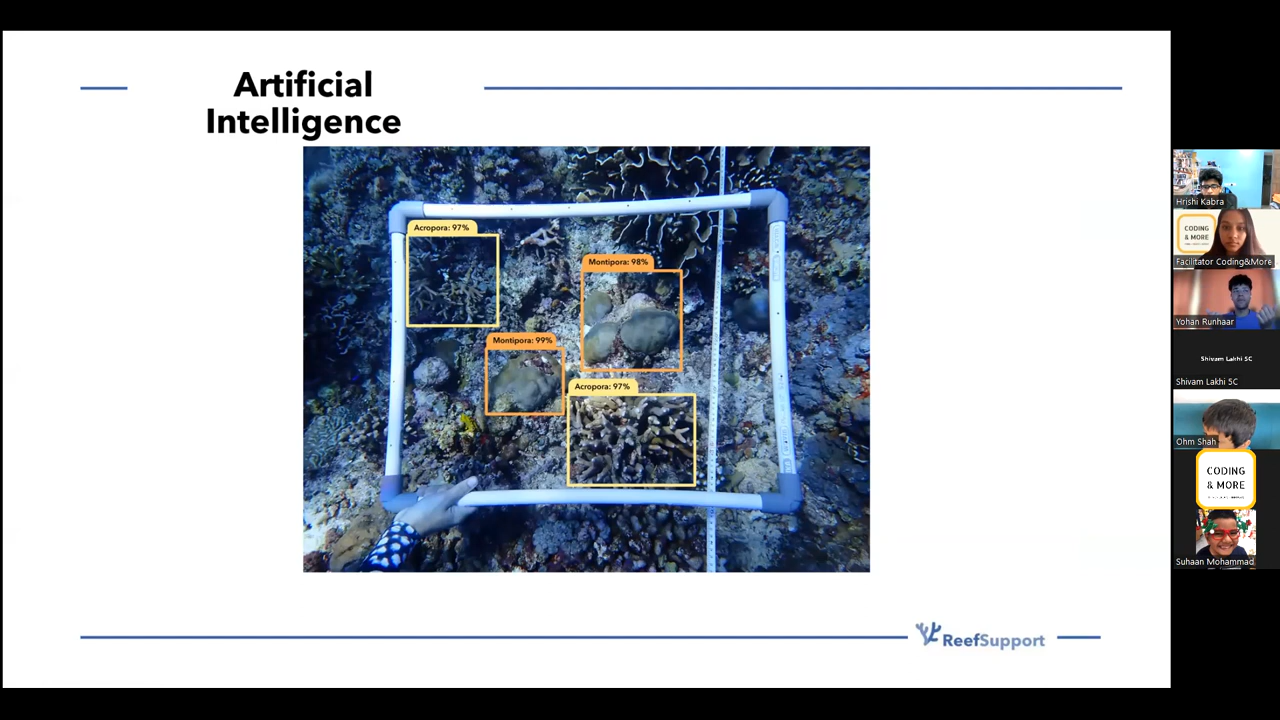 Artificial
Intelligence
Acropora: 97%
Montipora: 98%
Montipora: 99%
Acropora: 97%
ReefSupport
Hrishi Kabra
CODING
& MORE
Facilitator Coding&More
Yohan Runhaar
Shivam Lakhi 5C
Shivam Lakhi 5C
Ohm Shah
CODING
& MORE
Suhaan Mohammad